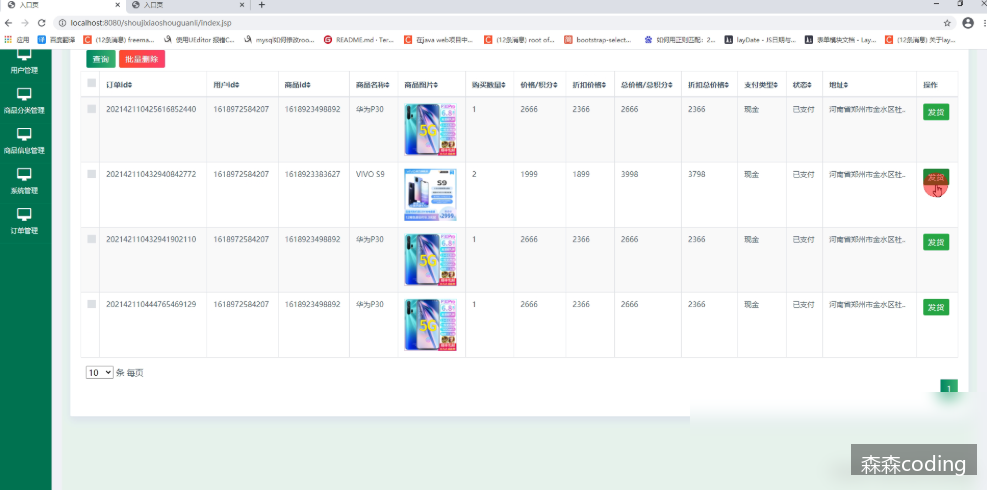 入口页
入口页
localhost:8080/shoujixiaoshouguanli/index.jsp
应用 百度翻译 (12条消息) freema... 使用UEditor 报错C... mysql如何修改roo... README.md · Ter... 在java web项目中... (12条消息) root of... bootstrap-select... 如何用正则匹配：2... layDate - JS日期与... 表单模块文档 - Lay... (12条消息) 关于lay...
用户管理
商品分类管理
商品信息管理
系统管理
订单管理
查询 批量删除
订单id 用户id 商品id 商品名称 商品图片 购买数量 价格/积分 折扣价格 总价格/总积分 折扣总价格 支付类型 状态 地址 操作
202142110425616852440 1618972584207 1618923498892 华为P30 5G 1 2666 2366 2666 2366 现金 已支付 河南省郑州市金水区社.. 发货
202142110432940842772 1618972584207 1618923383627 VIVO S9 S9 2 1999 1899 3998 3798 现金 已支付 河南省郑州市金水区社.. 发货
202142110432941902110 1618972584207 1618923498892 华为P30 5G 1 2666 2366 2666 2366 现金 已支付 河南省郑州市金水区社.. 发货
202142110444765469129 1618972584207 1618923498892 华为P30 5G 1 2666 2366 2666 2366 现金 已支付 河南省郑州市金水区社.. 发货
10 条 每页
1
森森coding